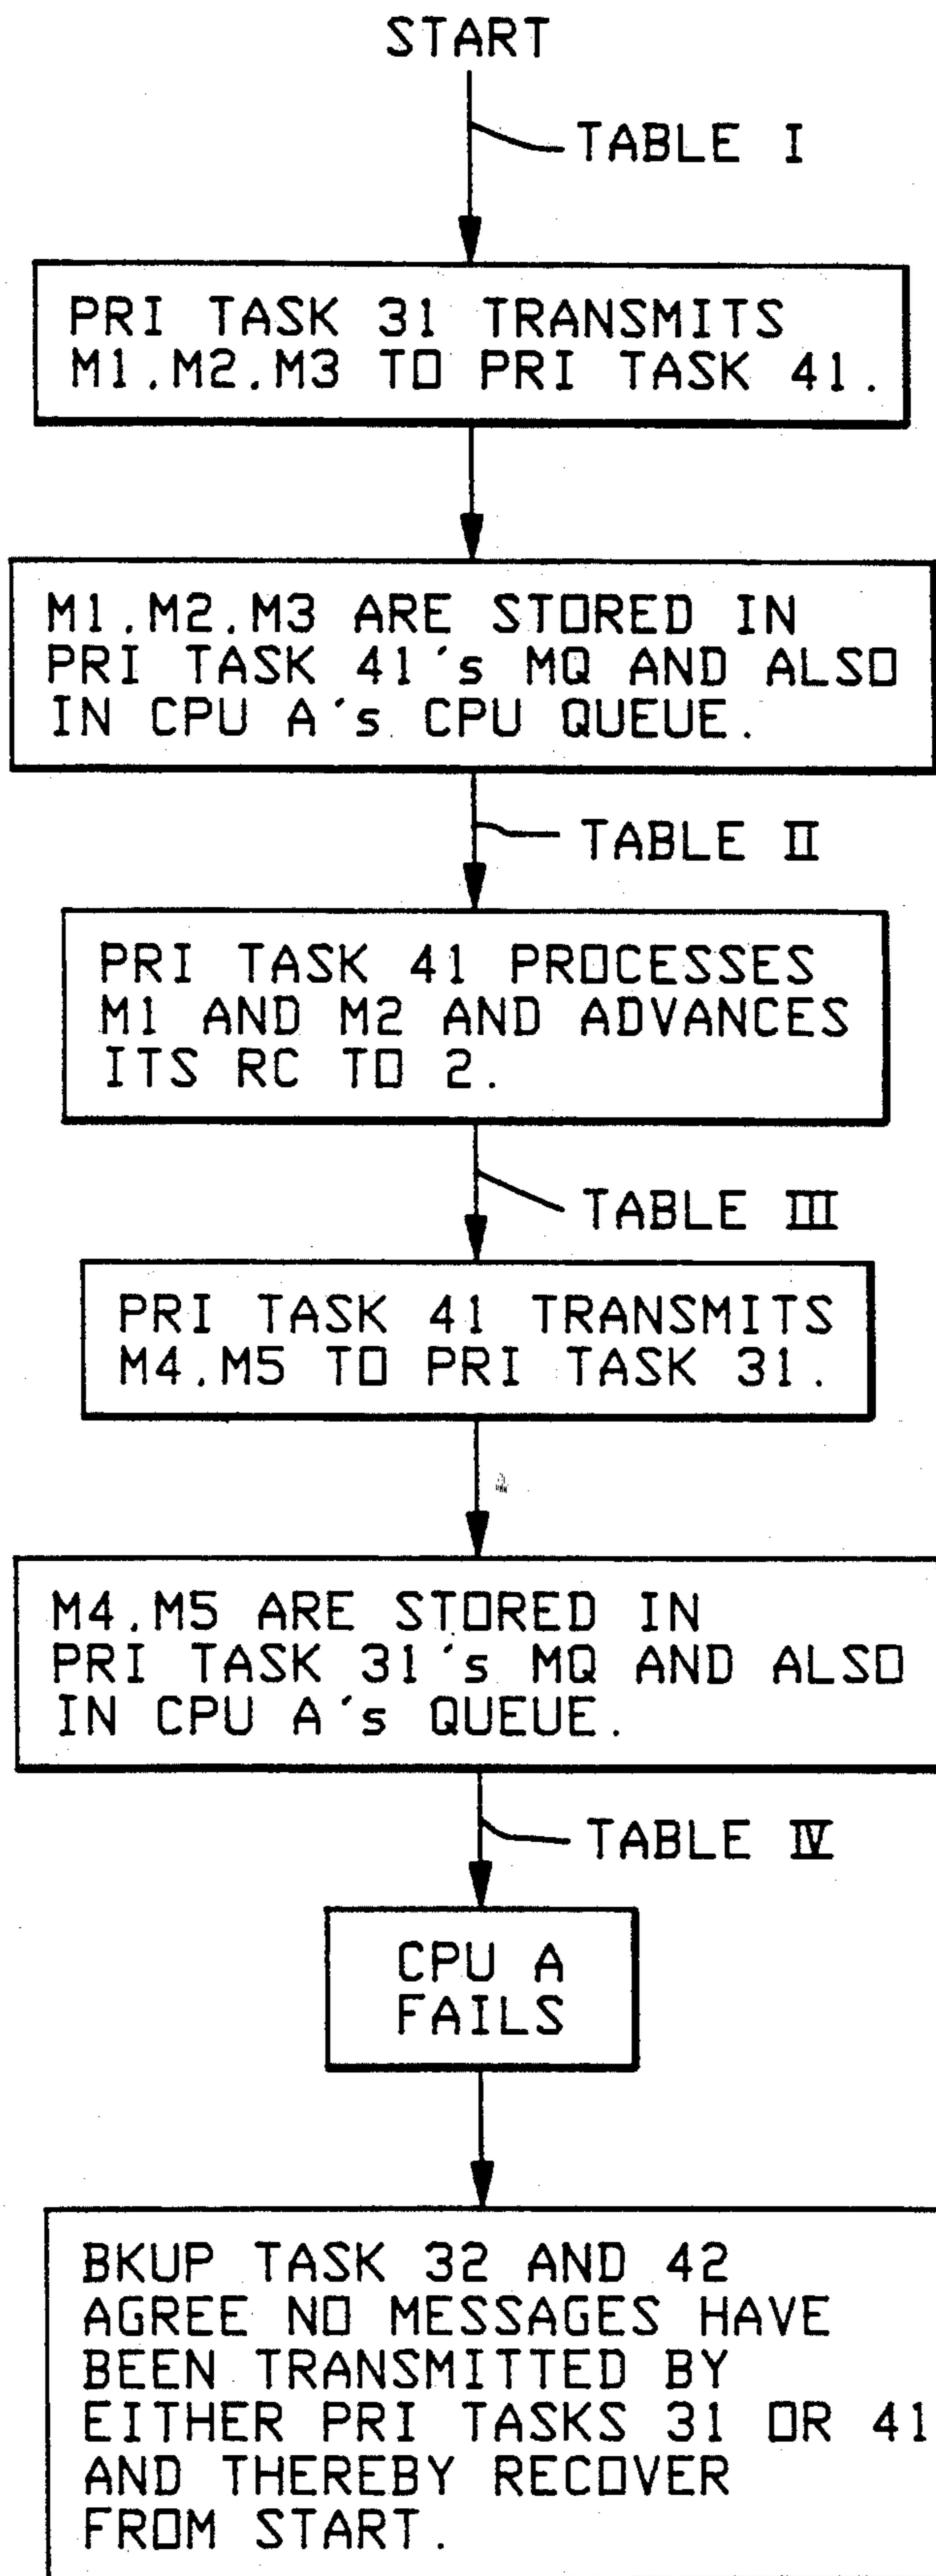 START
TABLE I
PRI TASK 31 TRANSMITS
M1,M2,M3 TO PRI TASK 41.
M1,M2,M3 ARE STORED IN
PRI TASK 41's MQ AND ALSO
IN CPU A's CPU QUEUE.
TABLE II
PRI TASK 41 PROCESSES
M1 AND M2 AND ADVANCES
ITS RC TO 2.
TABLE III
PRI TASK 41 TRANSMITS
M4,M5 TO PRI TASK 31.
M4,M5 ARE STORED IN
PRI TASK 31's MQ AND ALSO
IN CPU A's QUEUE.
TABLE IV
CPU A
FAILS
BKUP TASK 32 AND 42
AGREE NO MESSAGES HAVE
BEEN TRANSMITTED BY
EITHER PRI TASKS 31 OR 41
AND THEREBY RECOVER
FROM START.